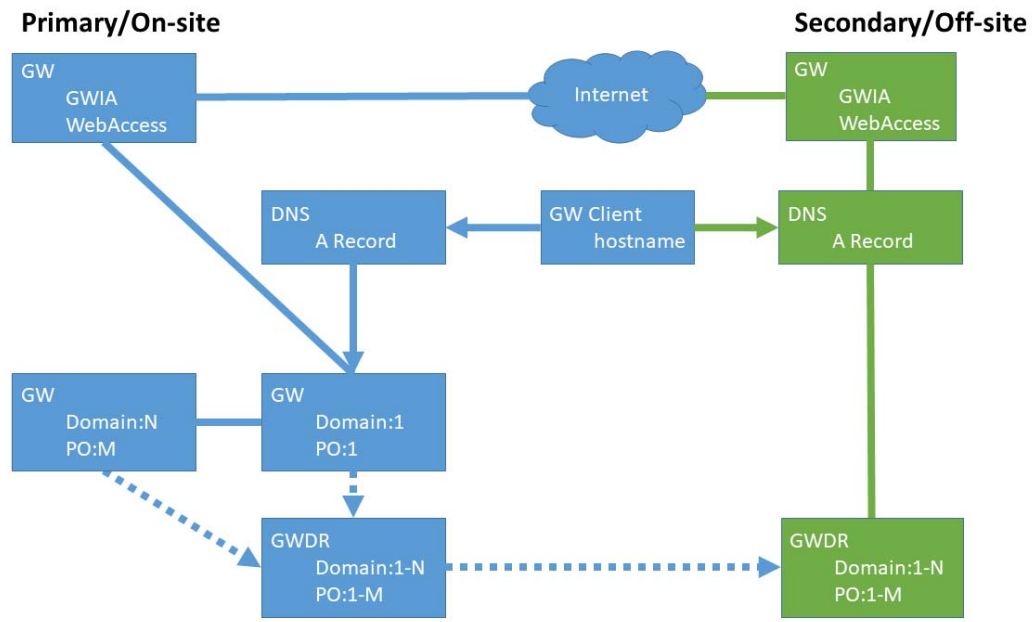 Primary/On-site
Secondary/Off-site
GW
GWIA
WebAccess
Internet
GW
GWIA
WebAccess
DNS
A Record
GW Client
hostname
DNS
A Record
GW
Domain:N
PO:M
GW
Domain:1
PO:1
GWDR
Domain:1-N
PO:1-M
GWDR
Domain:1-N
PO:1-M